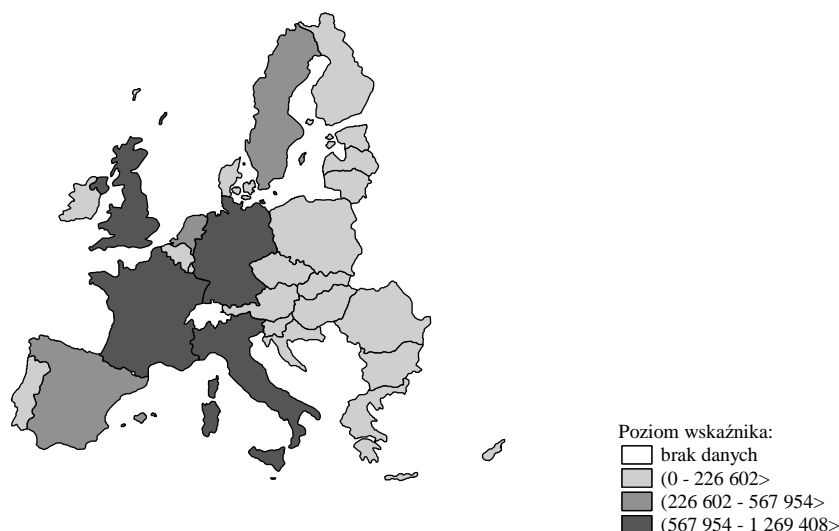 Poziom wskaźnika:
brak danych
(0 - 226 602>
(226 602 - 567 954>
(567 954 - 1 269 408>